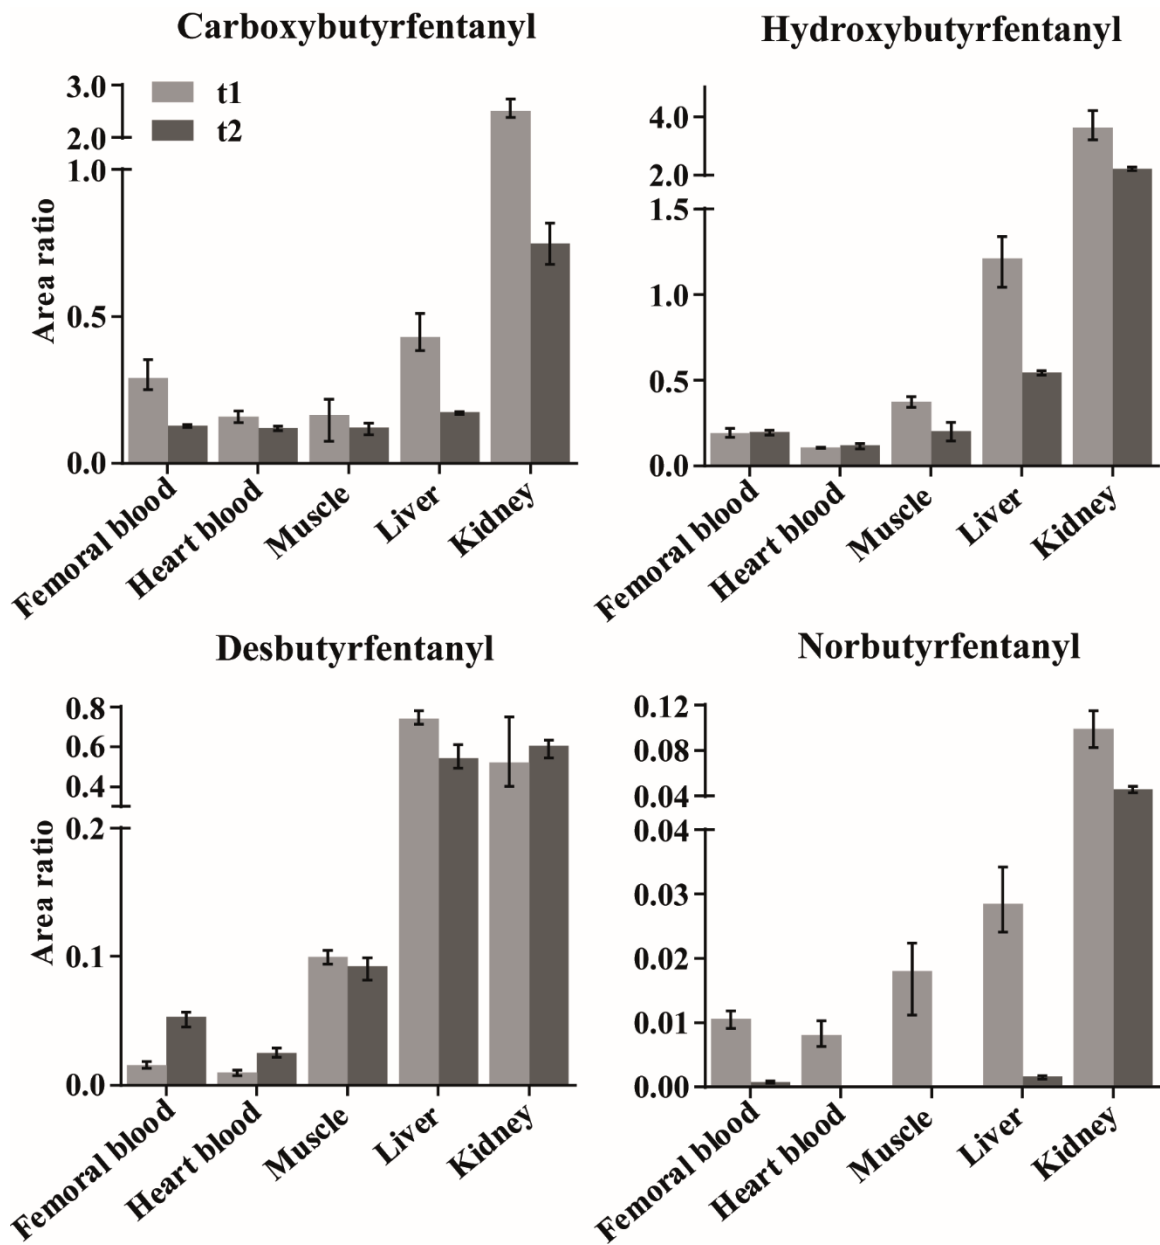 Carboxybutyrfentanyl
Area ratio
3.0
2.0
1.0
0.5
0.0
t1
t2
Femoral blood
Heart blood
Muscle
Liver
Kidney
Hydroxybutyrfentanyl
4.0
2.0
1.5
1.0
0.5
0.0
Femoral blood
Heart blood
Muscle
Liver
Kidney
Desbutyrfentanyl
Area ratio
0.8
0.6
0.4
0.2
0.1
0.0
Femoral blood
Heart blood
Muscle
Liver
Kidney
Norbutyrfentanyl
0.12
0.08
0.04
0.04
0.03
0.02
0.01
0.00
Femoral blood
Heart blood
Muscle
Liver
Kidney